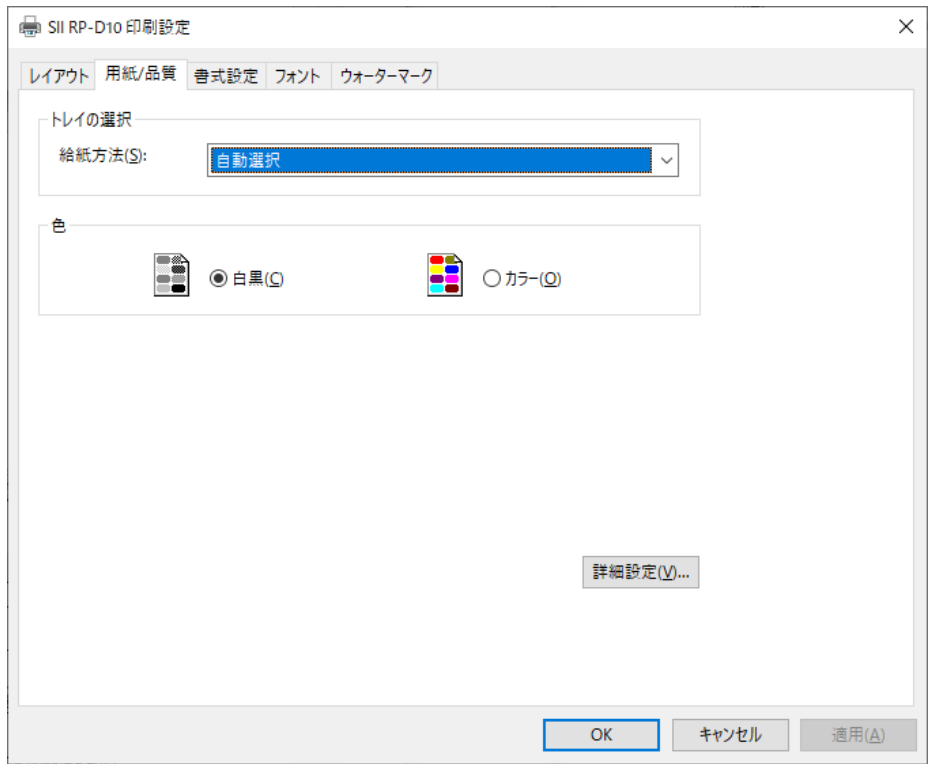 SII RP-D10 印刷設定
レイアウト 用紙/品質 書式設定 フォント ウォーターマーク
トレイの選択
給紙方法(S): 自動選択
色
白黒(C) カラー(O)
詳細設定(V)...
OK キャンセル 適用(A)